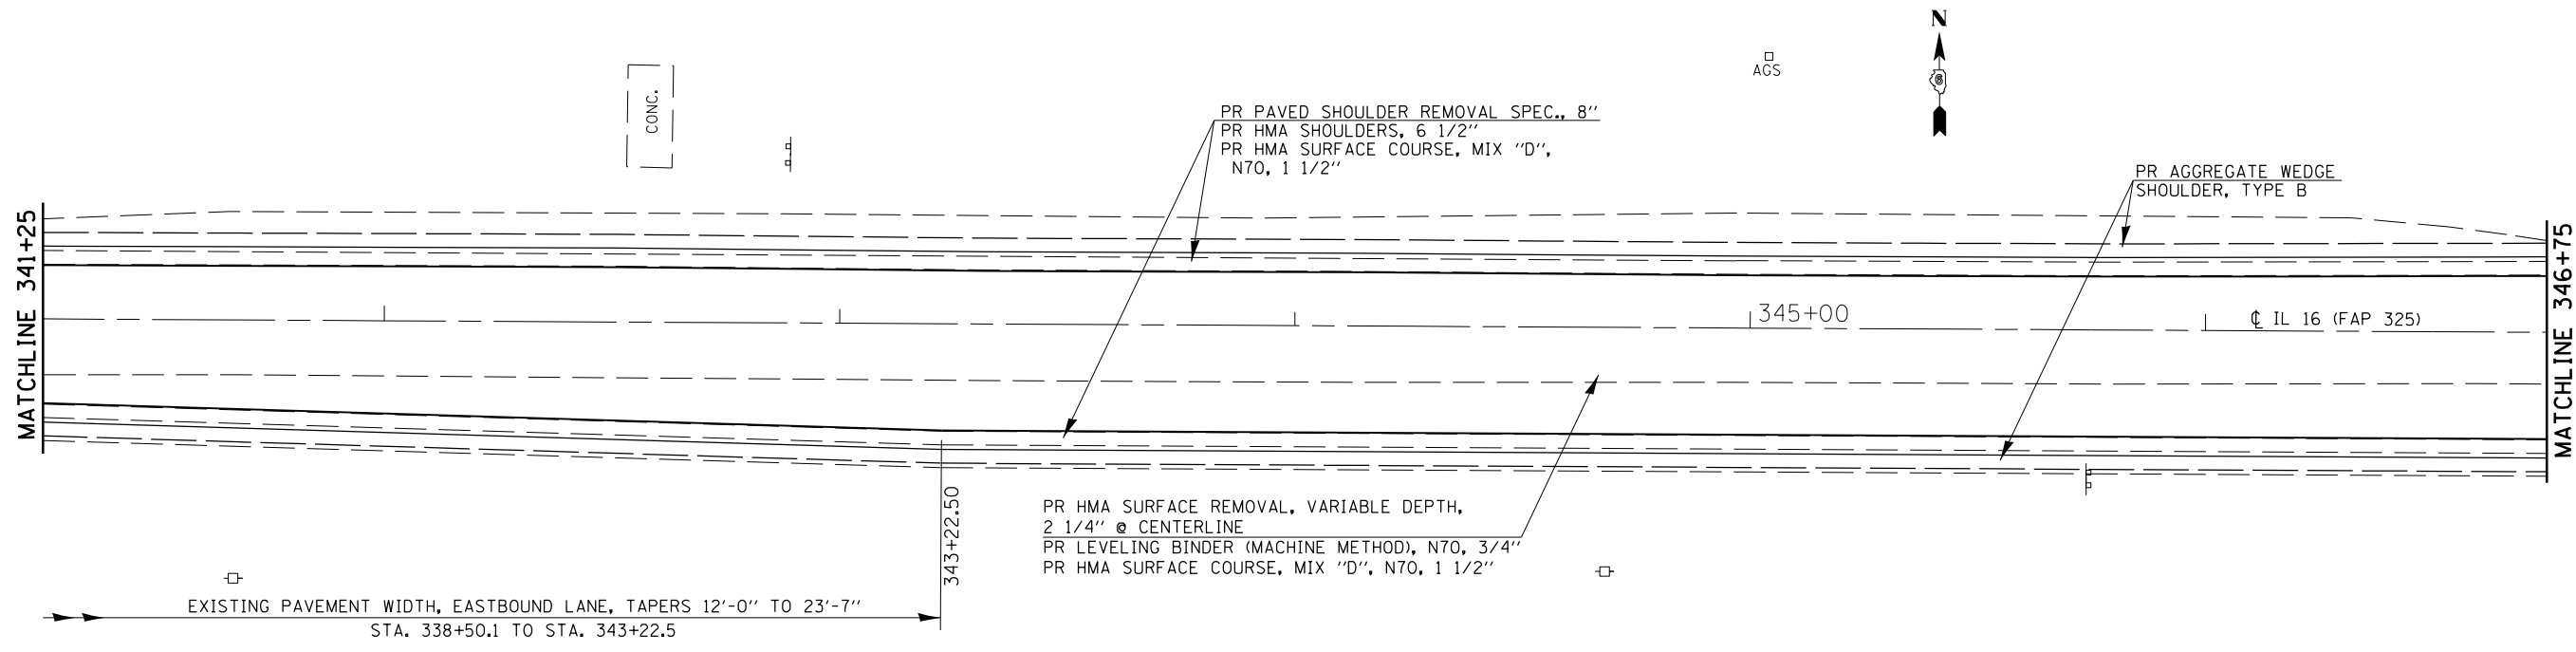 N
AGS
CONC.
PR PAVED SHOULDER REMOVAL SPEC., 8''
PR HMA SHOULDERS, 6 1/2''
PR HMA SURFACE COURSE, MIX ''D'',
N70, 1 1/2''
PR AGGREGATE WEDGE
SHOULDER, TYPE B
MATCHLINE 341+25
345+00
℄ IL 16 (FAP 325)
MATCHLINE 346+75
343+22.50
PR HMA SURFACE REMOVAL, VARIABLE DEPTH,
2 1/4'' @ CENTERLINE
PR LEVELING BINDER (MACHINE METHOD), N70, 3/4''
PR HMA SURFACE COURSE, MIX ''D'', N70, 1 1/2''
EXISTING PAVEMENT WIDTH, EASTBOUND LANE, TAPERS 12'-0'' TO 23'-7''
STA. 338+50.1 TO STA. 343+22.5